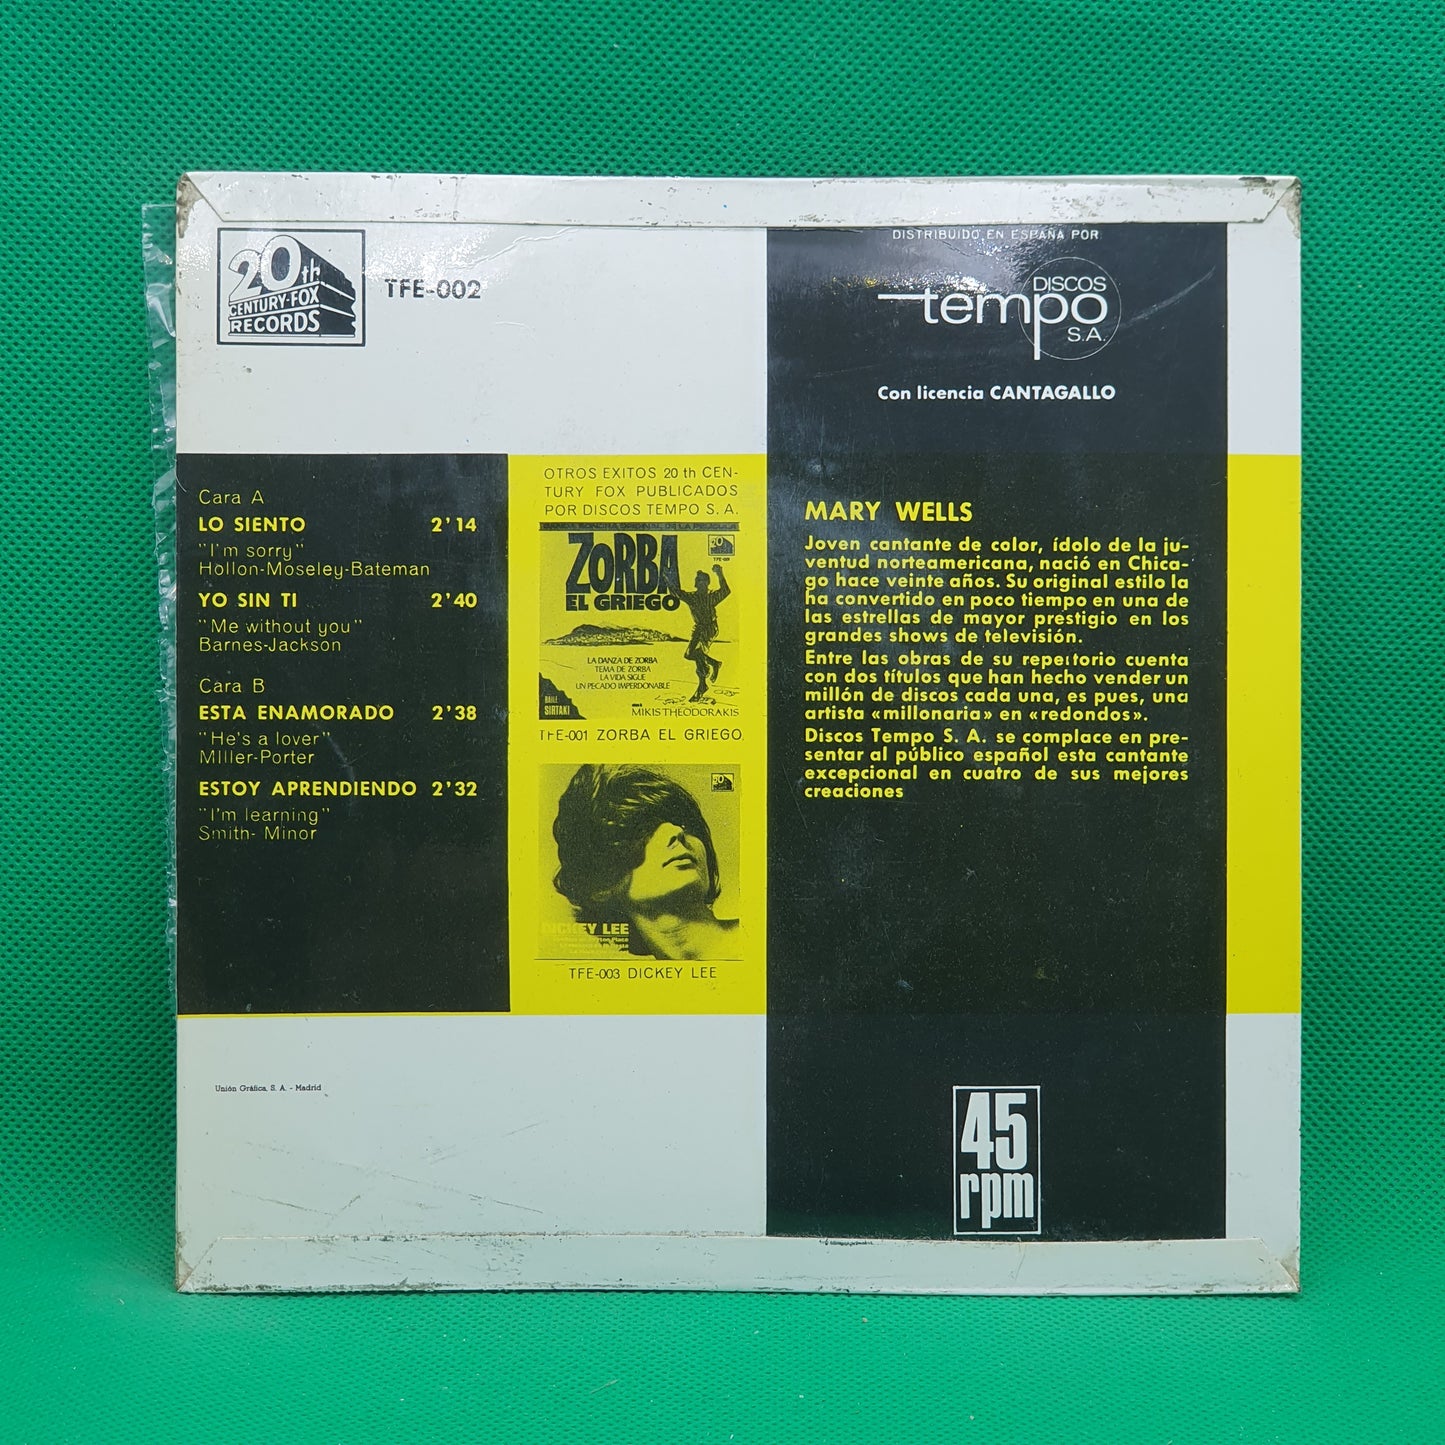 20th
CENTURY-FOX
RECORDS
TFE-002
DISTRIBUIDO EN ESPAÑA POR
DISCOS
tempo
S.A.
Con licencia CANTAGALLO
Cara A
LO SIENTO 2'14
"I'm sorry"
Hollon-Moseley-Bateman
YO SIN TI 2'40
"Me without you"
Barnes-Jackson
Cara B
ESTA ENAMORADO 2'38
"He's a lover"
MIller-Porter
ESTOY APRENDIENDO 2'32
"I'm learning"
Smith- Minor
OTROS EXITOS 20 th CEN-
TURY FOX PUBLICADOS
POR DISCOS TEMPO S. A.
BANDA SONORA ORIGINAL DE LA PELICULA
ZORBA
EL GRIEGO
LA DANZA DE ZORBA
TEMA DE ZORBA
LA VIDA SIGUE
UN PECADO IMPERDONABLE
BAILE
SIRTAKI
MIKIS THEODORAKIS
TFE-001 ZORBA EL GRIEGO
DICKEY LEE
TFE-003 DICKEY LEE
MARY WELLS
Joven cantante de color, ídolo de la ju-
ventud norteamericana, nació en Chica-
go hace veinte años. Su original estilo la
ha convertido en poco tiempo en una de
las estrellas de mayor prestigio en los
grandes shows de televisión.
Entre las obras de su repertorio cuenta
con dos títulos que han hecho vender un
millón de discos cada una, es pues, una
artista «millonaria» en «redondos».
Discos Tempo S. A. se complace en pre-
sentar al público español esta cantante
excepcional en cuatro de sus mejores
creaciones
Unión Gráfica, S. A. - Madrid
45
rpm